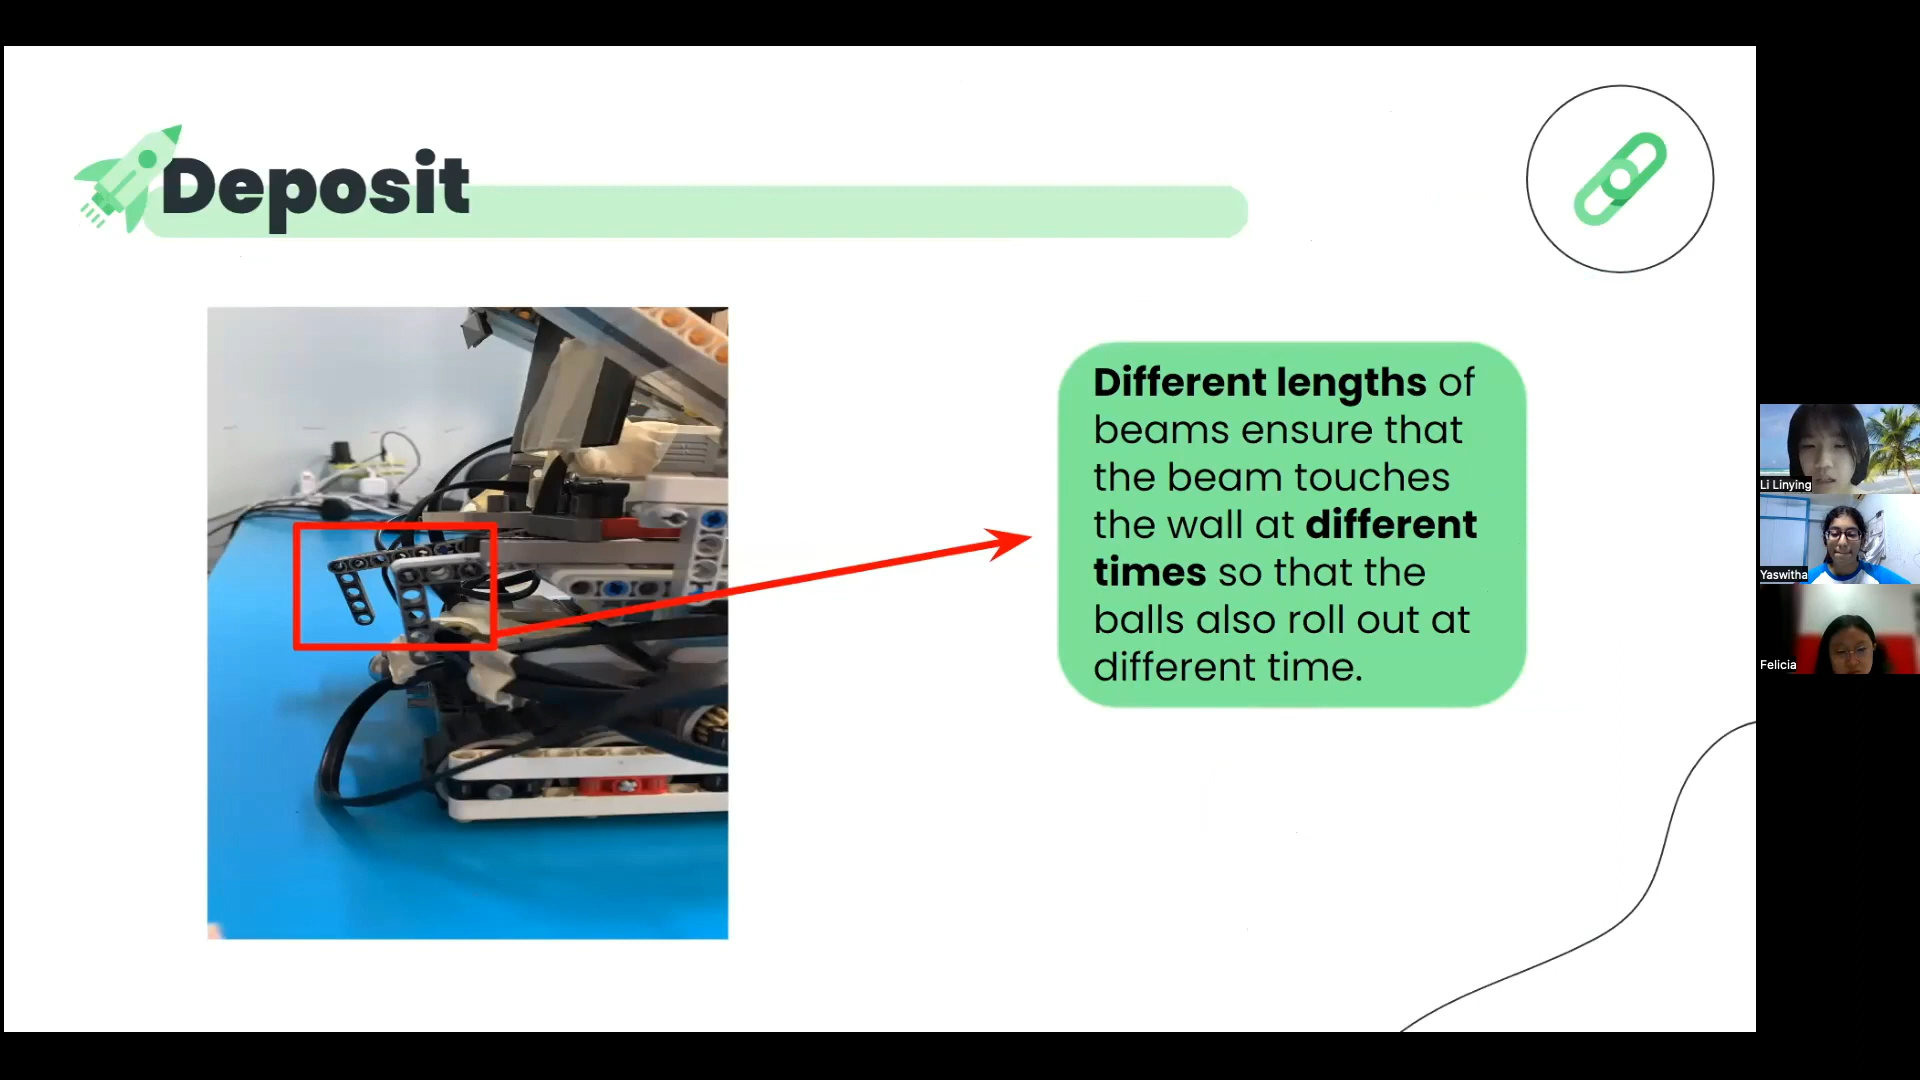 Deposit
Different lengths of
beams ensure that
the beam touches
the wall at different
times so that the
balls also roll out at
different time.
Li Linying
Yaswitha
Felicia